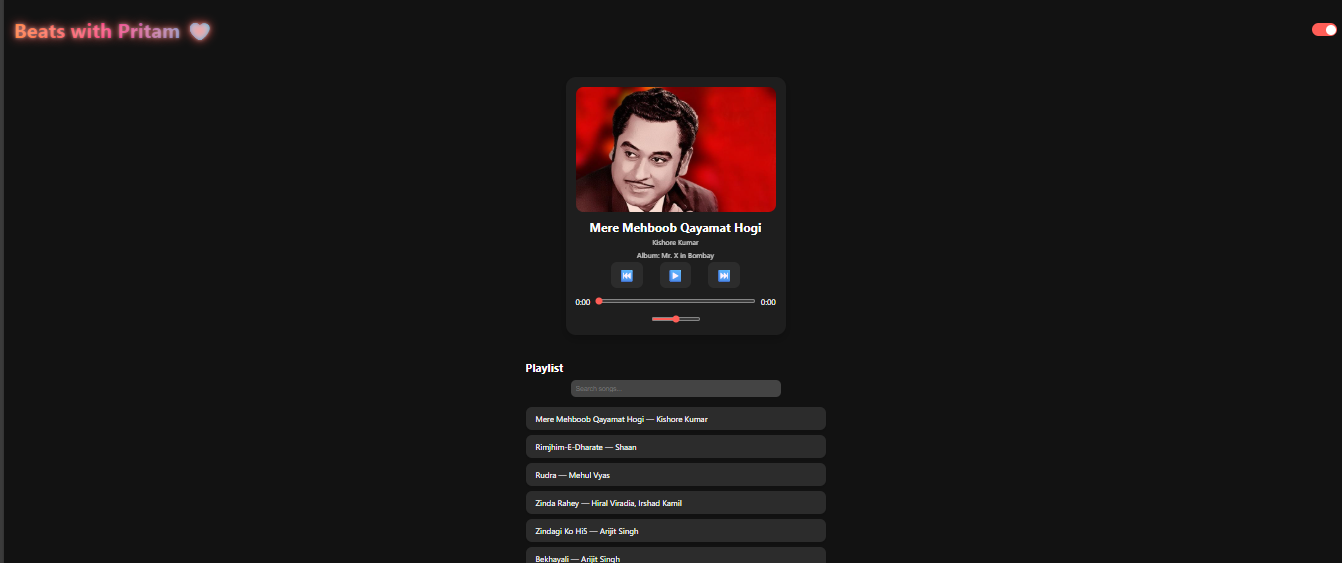 Beats with Pritam 🤍
Mere Mehboob Qayamat Hogi
Kishore Kumar
Album: Mr. X in Bombay
⏮️ ▶️ ⏭️
0:00 0:00
Playlist
Search songs...
Mere Mehboob Qayamat Hogi — Kishore Kumar
Rimjhim-E-Dharate — Shaan
Rudra — Mehul Vyas
Zinda Rahey — Hiral Viradia, Irshad Kamil
Zindagi Ko HiS — Arijit Singh
Bekhayali — Arijit Singh